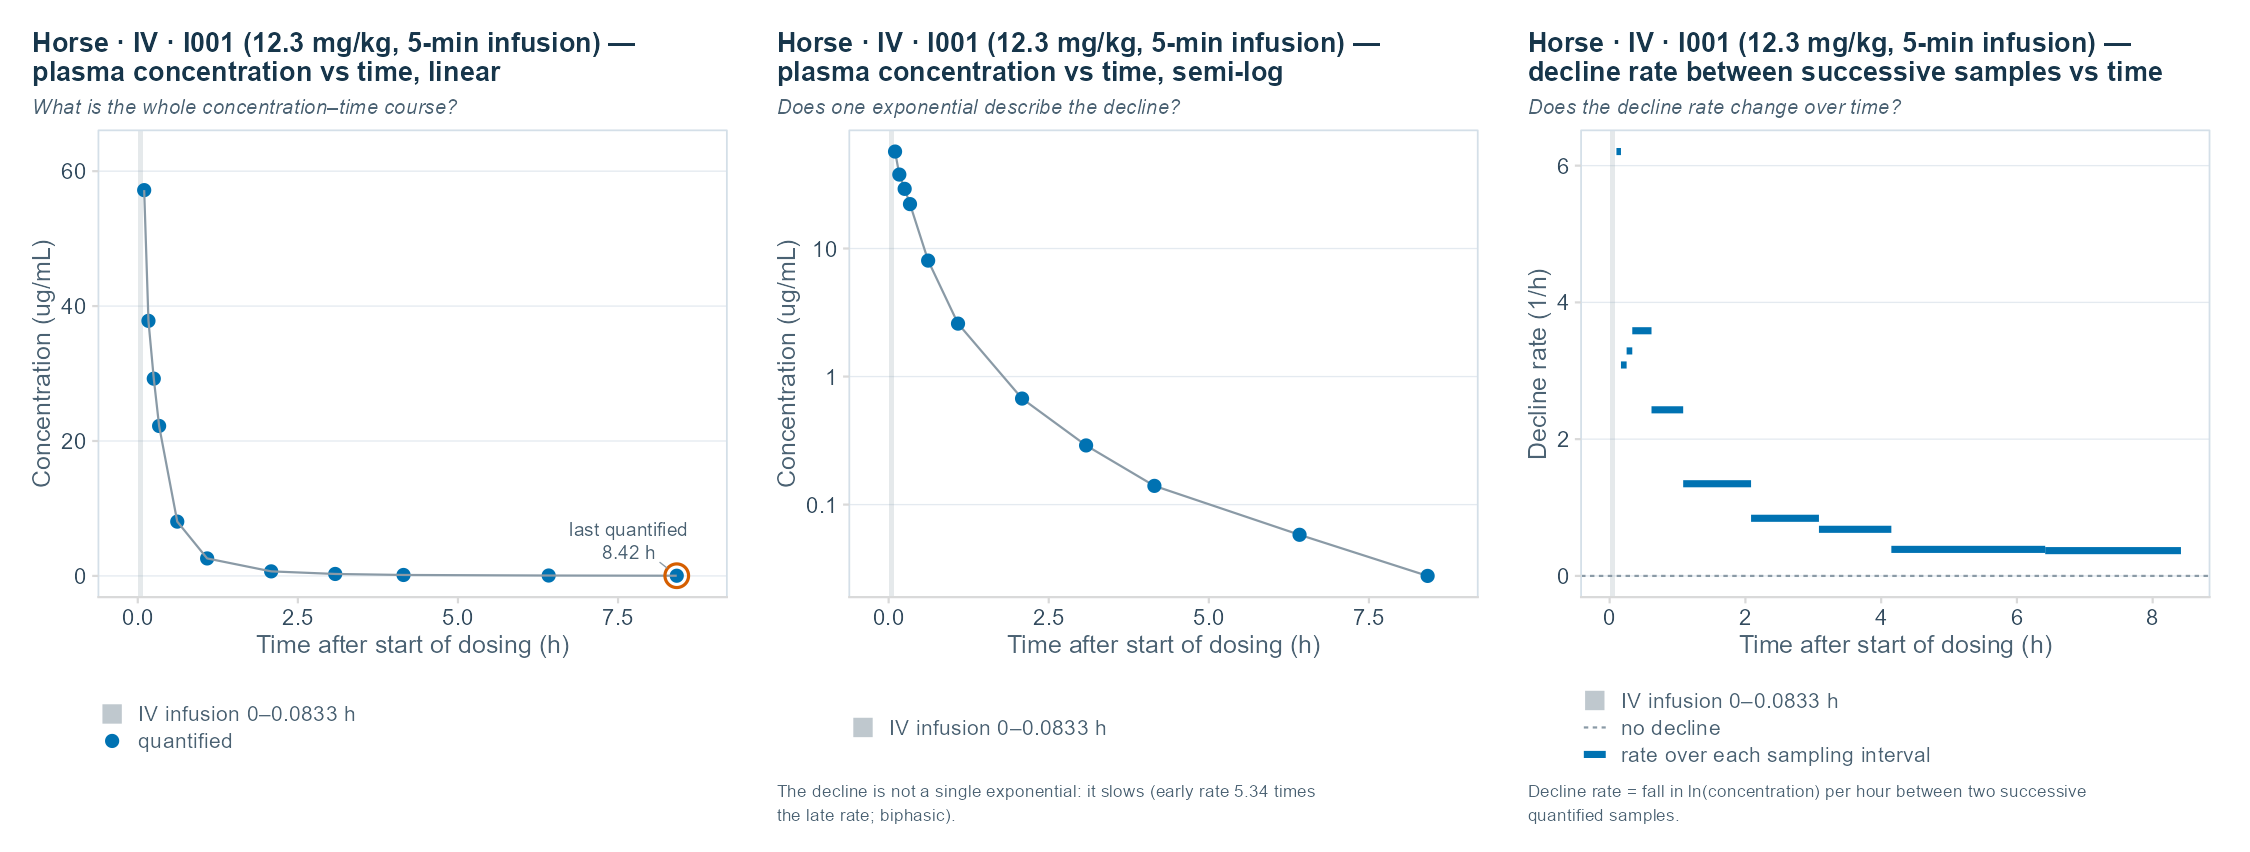 Horse · IV · I001 (12.3 mg/kg, 5-min infusion) —
plasma concentration vs time, linear
What is the whole concentration–time course?
Concentration (ug/mL)
60
40
20
0
last quantified
8.42 h
0.0 2.5 5.0 7.5
Time after start of dosing (h)
IV infusion 0–0.0833 h
quantified
Horse · IV · I001 (12.3 mg/kg, 5-min infusion) —
plasma concentration vs time, semi-log
Does one exponential describe the decline?
Concentration (ug/mL)
10
1
0.1
0.0 2.5 5.0 7.5
Time after start of dosing (h)
IV infusion 0–0.0833 h
The decline is not a single exponential: it slows (early rate 5.34 times
the late rate; biphasic).
Horse · IV · I001 (12.3 mg/kg, 5-min infusion) —
decline rate between successive samples vs time
Does the decline rate change over time?
Decline rate (1/h)
6
4
2
0
0 2 4 6 8
Time after start of dosing (h)
IV infusion 0–0.0833 h
no decline
rate over each sampling interval
Decline rate = fall in ln(concentration) per hour between two successive
quantified samples.